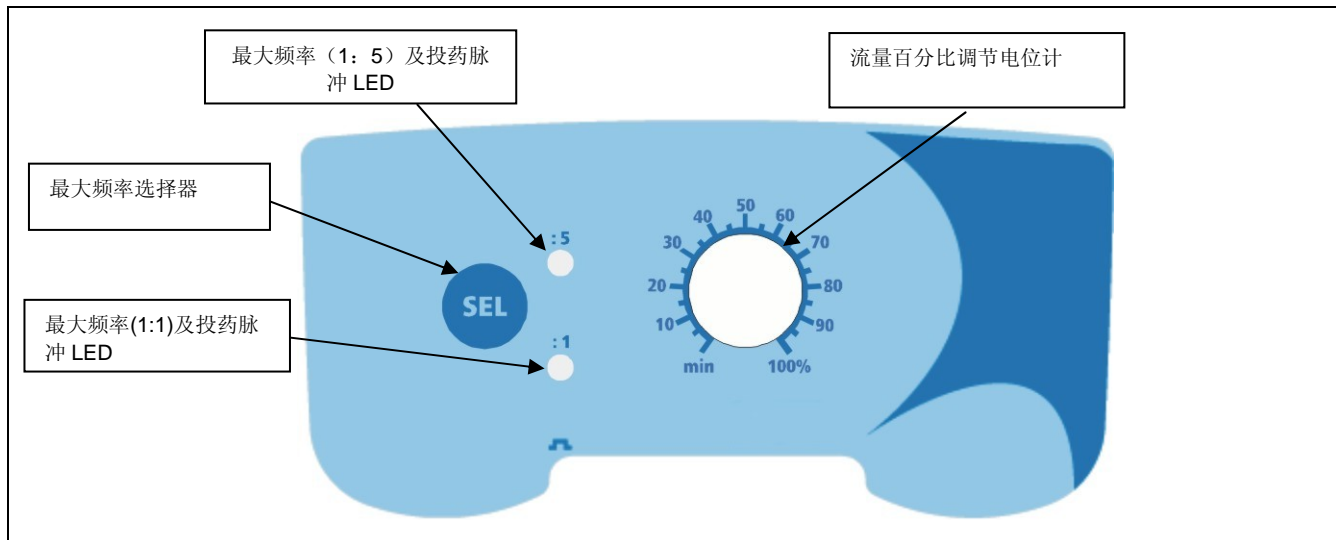 最大频率（1：5）及投药脉
冲 LED
流量百分比调节电位计
最大频率选择器
最大频率(1:1)及投药脉
冲 LED
: 5
SEL
: 1
min
10
20
30
40
50
60
70
80
90
100%